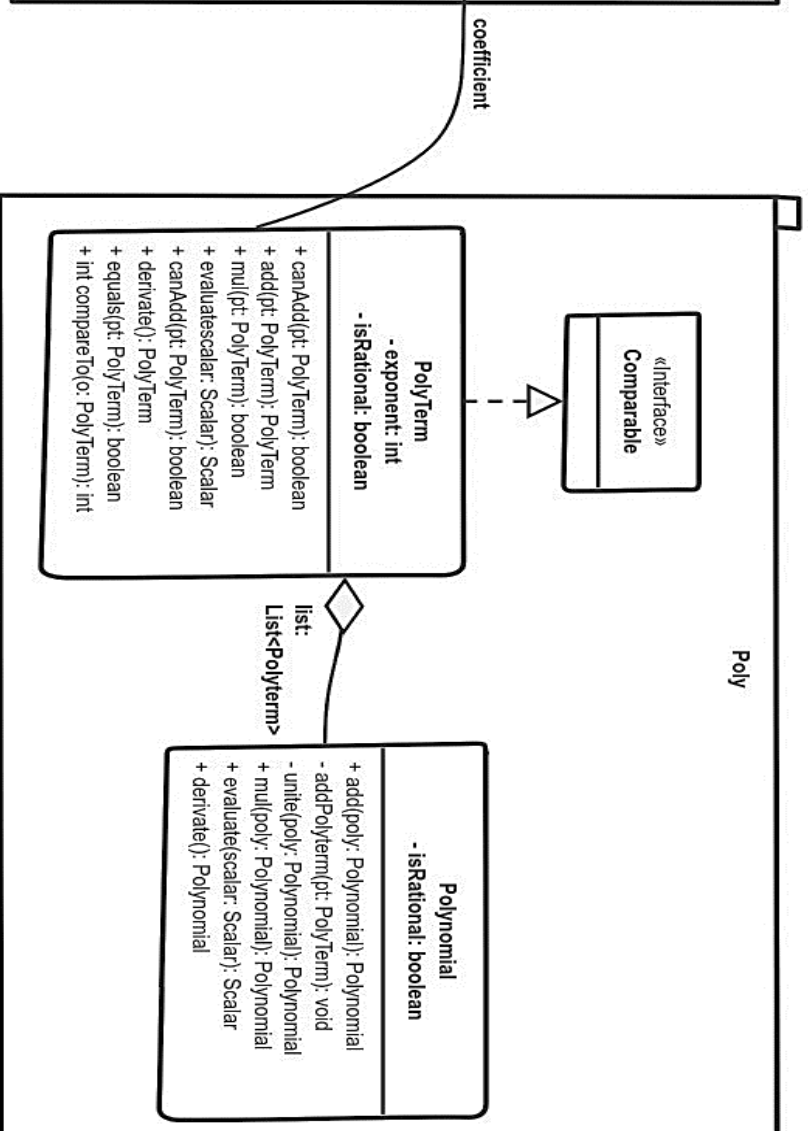 coefficient
Poly
«Interface»
Comparable
PolyTerm
- exponent: int
- isRational: boolean
+ canAdd(pt: PolyTerm): boolean
+ add(pt: PolyTerm): PolyTerm
+ mul(pt: PolyTerm): boolean
+ evaluatescalar: Scalar): Scalar
+ canAdd(pt: PolyTerm): boolean
+ derivate(): PolyTerm
+ equals(pt: PolyTerm): boolean
+ int compareTo(o: PolyTerm): int
list:
List<Polyterm>
Polynomial
- isRational: boolean
+ add(poly: Polynomial): Polynomial
- addPolyterm(pt: PolyTerm): void
- unite(poly: Polynomial): Polynomial
+ mul(poly: Polynomial): Polynomial
+ evaluate(scalar: Scalar): Scalar
+ derivate(): Polynomial